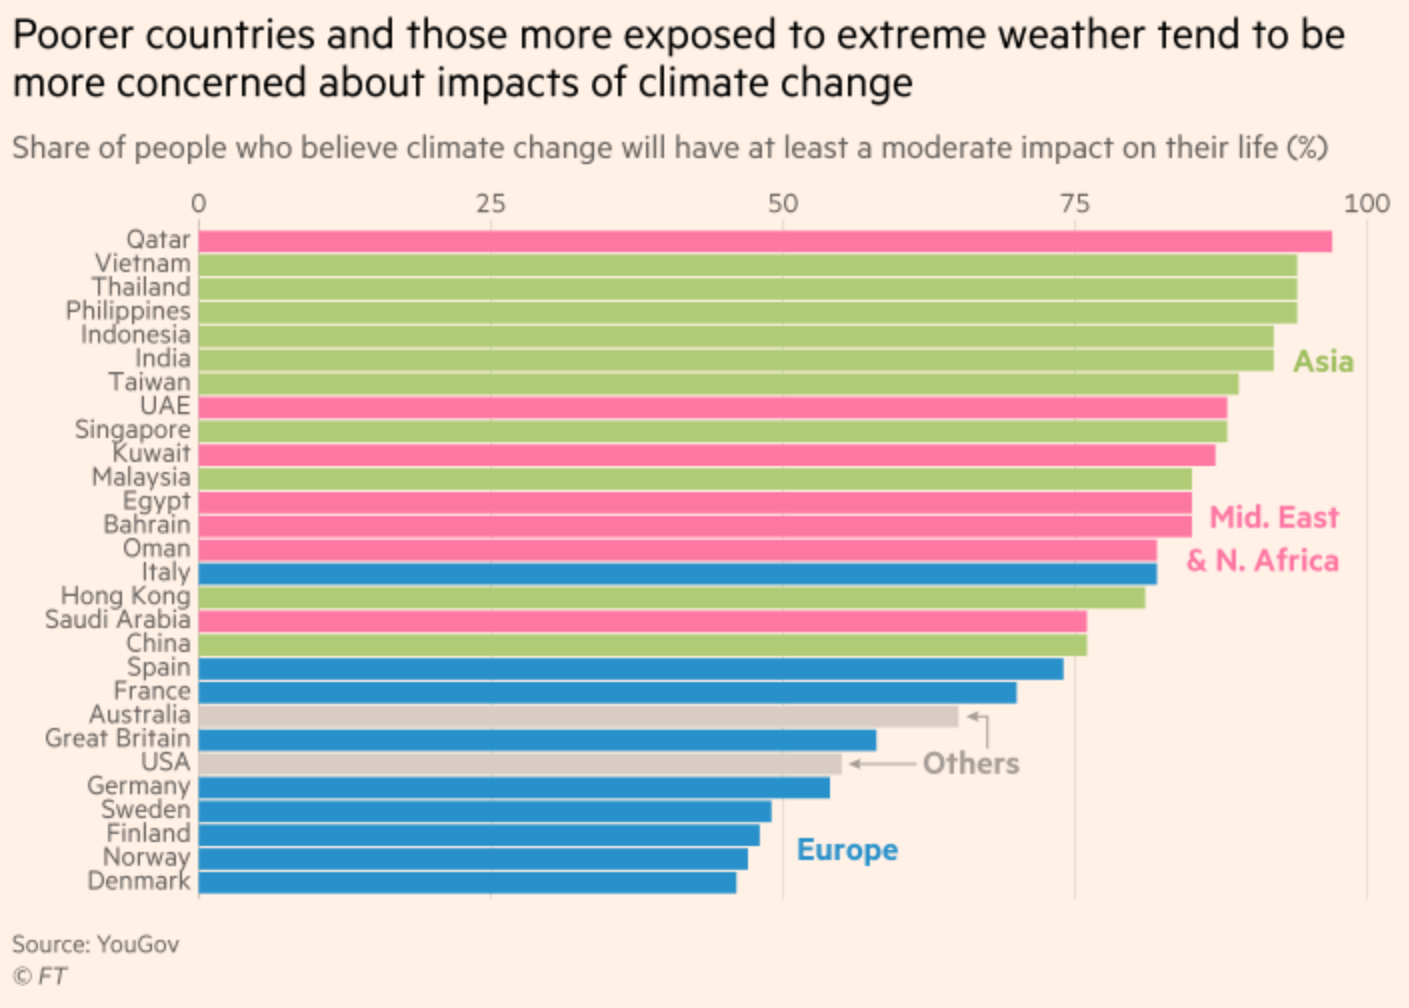 Poorer countries and those more exposed to extreme weather tend to be
more concerned about impacts of climate change
Share of people who believe climate change will have at least a moderate impact on their life (%)
0 25 50 75 100
Qatar
Vietnam
Thailand
Philippines
Indonesia
India
Asia
Taiwan
UAE
Singapore
Kuwait
Malaysia
Egypt
Bahrain
Mid. East
& N. Africa
Oman
Italy
Hong Kong
Saudi Arabia
China
Spain
France
Australia
Great Britain
USA
Others
Germany
Sweden
Finland
Europe
Norway
Denmark
Source: YouGov
© FT